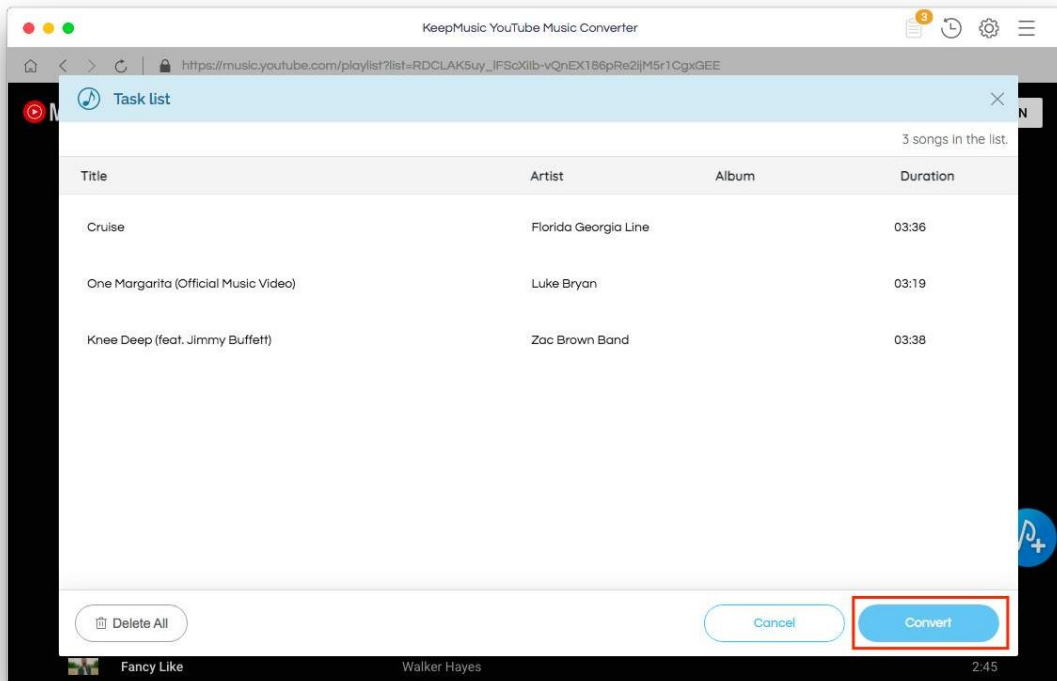 KeepMusic YouTube Music Converter
3
https://music.youtube.com/playlist?list=RDCLAK5uy_lFScXiIb-vQnEX186pRe2ijM5r1CgxGEE
M
Task list
N
3 songs in the list.
Title Artist Album Duration
Cruise Florida Georgia Line 03:36
One Margarita (Official Music Video) Luke Bryan 03:19
Knee Deep (feat. Jimmy Buffett) Zac Brown Band 03:38
Delete All Cancel Convert
Fancy Like Walker Hayes 2:45